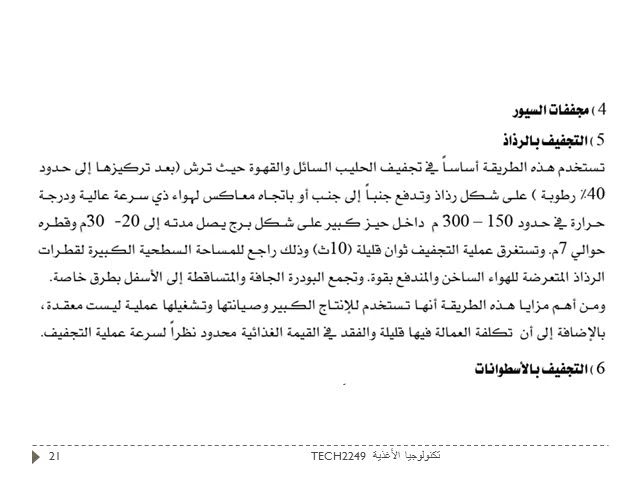 4) مجففات السيور
5) التجفيف بالرذاذ
تستخدم هذه الطريقة أساساً في تجفيف الحليب السائل والقهوة حيث ترش (بعد تركيزها إلى حدود
40٪ رطوبة ) على شكل رذاذ وتدفع جنباً إلى جنب أو باتجاه معاكس لهواء ذي سرعة عالية ودرجة
حرارة في حدود 150 – 300 م داخل حيز كبير على شكل برج يصل مدته إلى 20- 30م وقطره
حوالي 7م. وتستغرق عملية التجفيف ثوان قليلة (10ث) وذلك راجع للمساحة السطحية الكبيرة لقطرات
الرذاذ المتعرضة للهواء الساخن والمندفع بقوة. وتجمع البودرة الجافة والمتساقطة إلى الأسفل بطرق خاصة.
ومن أهم مزايا هذه الطريقة أنها تستخدم للإنتاج الكبير وصيانتها وتشغيلها عملية ليست معقدة،
بالإضافة إلى أن تكلفة العمالة فيها قليلة والفقد في القيمة الغذائية محدود نظراً لسرعة عملية التجفيف.
6) التجفيف بالأسطوانات
تكنولوجيا الأغذية TECH2249
21